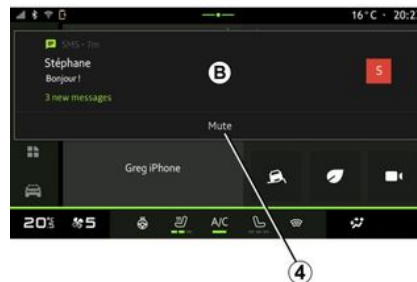 16°C · 20:2
SMS · 7m
Stéphane
Bonjour !
3 new messages
B
S
Mute
Greg iPhone
20.5 5 A/C
4